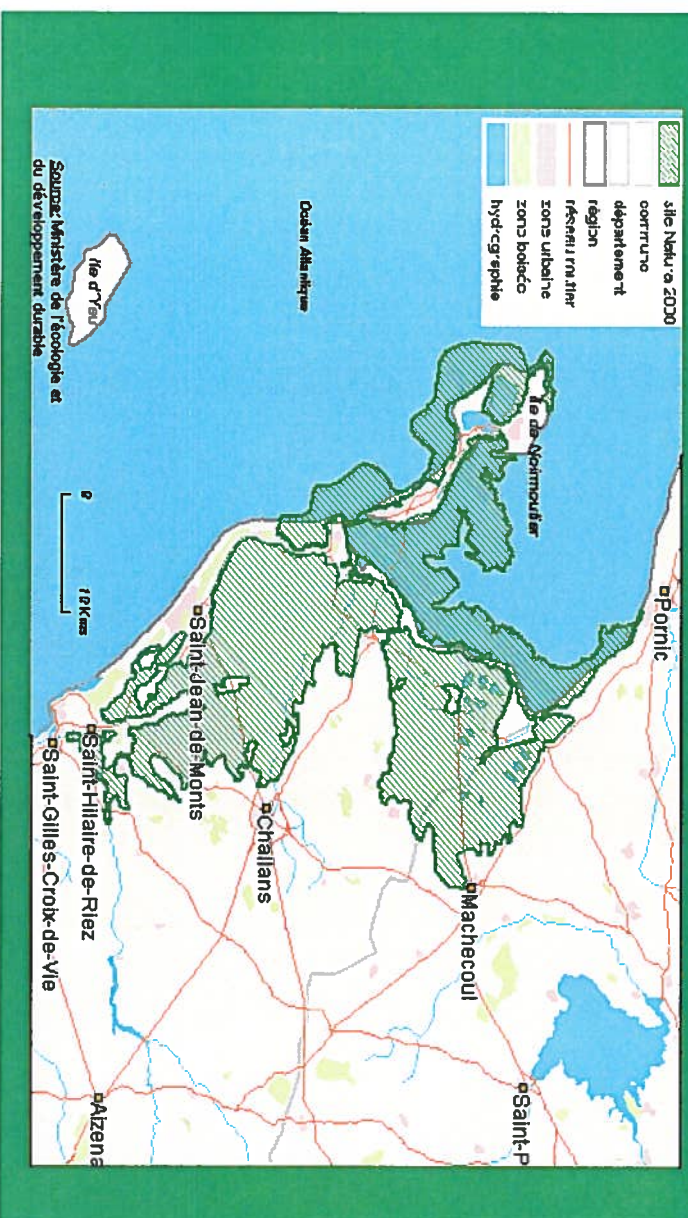 site Natura 2000
commune
département
région
réseau routier
zone urbaine
zone boisée
hydrographie
Pornic
Ile de Noirmoutier
Saint-P
Machecoul
Océan Atlantique
Challans
Saint-Jean-de-Monts
Ile d'Yeu
Saint-Hilaire-de-Riez
Aizena
Saint-Gilles-Croix-de-Vie
0 10 Kms
Source: Ministère de l'écologie et
du développement durable